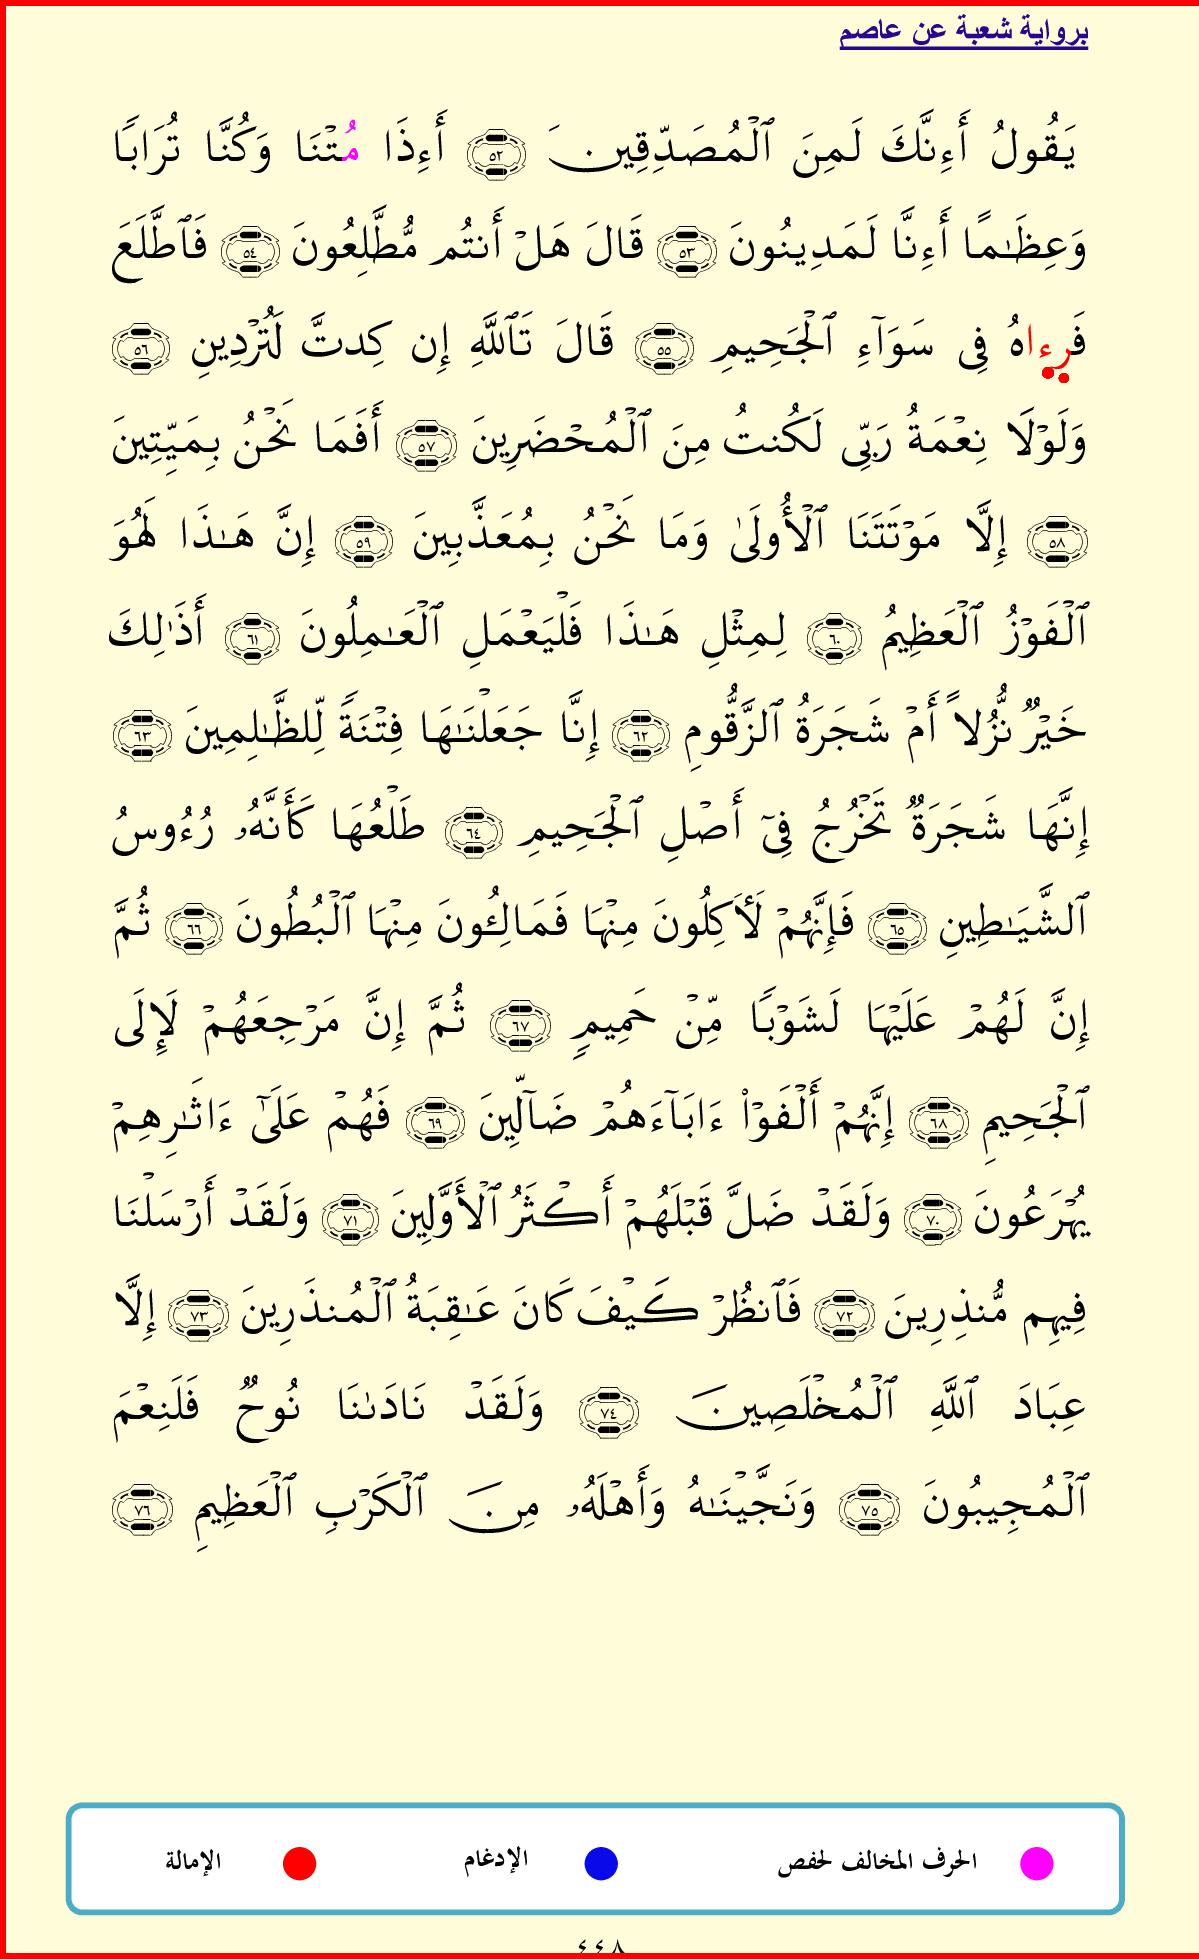 برواية شعبة عن عاصم
يَقُولُ أَءِنَّكَ لَمِنَ ٱلْمُصَدِّقِينَ ٥٢ أَءِذَا مُتْنَا وَكُنَّا تُرَابًا
وَعِظَـٰمًا أَءِنَّا لَمَدِينُونَ ٥٣ قَالَ هَلْ أَنتُم مُّطَّلِعُونَ ٥٤ فَٱطَّلَعَ
فَرِءاهُ فِى سَوَآءِ ٱلْجَحِيمِ ٥٥ قَالَ تَٱللَّهِ إِن كِدتَّ لَتُرْدِينِ ٥٦
وَلَوْلَا نِعْمَةُ رَبِّى لَكُنتُ مِنَ ٱلْمُحْضَرِينَ ٥٧ أَفَمَا نَحْنُ بِمَيِّتِينَ
٥٨ إِلَّا مَوْتَتَنَا ٱلْأُولَىٰ وَمَا نَحْنُ بِمُعَذَّبِينَ ٥٩ إِنَّ هَـٰذَا لَهُوَ
ٱلْفَوْزُ ٱلْعَظِيمُ ٦٠ لِمِثْلِ هَـٰذَا فَلْيَعْمَلِ ٱلْعَـٰمِلُونَ ٦١ أَذَٰلِكَ
خَيْرٌ نُّزُلاً أَمْ شَجَرَةُ ٱلزَّقُّومِ ٦٢ إِنَّا جَعَلْنَـٰهَا فِتْنَةً لِّلظَّـٰلِمِينَ ٦٣
إِنَّهَا شَجَرَةٌ تَخْرُجُ فِىٓ أَصْلِ ٱلْجَحِيمِ ٦٤ طَلْعُهَا كَأَنَّهُۥ رُءُوسُ
ٱلشَّيَـٰطِينِ ٦٥ فَإِنَّهُمْ لَأَكِلُونَ مِنْهَا فَمَالِـُٔونَ مِنْهَا ٱلْبُطُونَ ٦٦ ثُمَّ
إِنَّ لَهُمْ عَلَيْهَا لَشَوْبًا مِّنْ حَمِيمٍ ٦٧ ثُمَّ إِنَّ مَرْجِعَهُمْ لَإِلَى
ٱلْجَحِيمِ ٦٨ إِنَّهُمْ أَلْفَوْا۟ ءَابَآءَهُمْ ضَآلِّينَ ٦٩ فَهُمْ عَلَىٰٓ ءَاثَـٰرِهِمْ
يُهْرَعُونَ ٧٠ وَلَقَدْ ضَلَّ قَبْلَهُمْ أَكْثَرُ ٱلْأَوَّلِينَ ٧١ وَلَقَدْ أَرْسَلْنَا
فِيهِم مُّنذِرِينَ ٧٢ فَٱنظُرْ كَيْفَ كَانَ عَـٰقِبَةُ ٱلْمُنذَرِينَ ٧٣ إِلَّا
عِبَادَ ٱللَّهِ ٱلْمُخْلَصِينَ ٧٤ وَلَقَدْ نَادَىٰنَا نُوحٌ فَلَنِعْمَ
ٱلْمُجِيبُونَ ٧٥ وَنَجَّيْنَـٰهُ وَأَهْلَهُۥ مِنَ ٱلْكَرْبِ ٱلْعَظِيمِ ٧٦
الحرف المخالف لحفص الإدغام الإمالة
٤٤٨